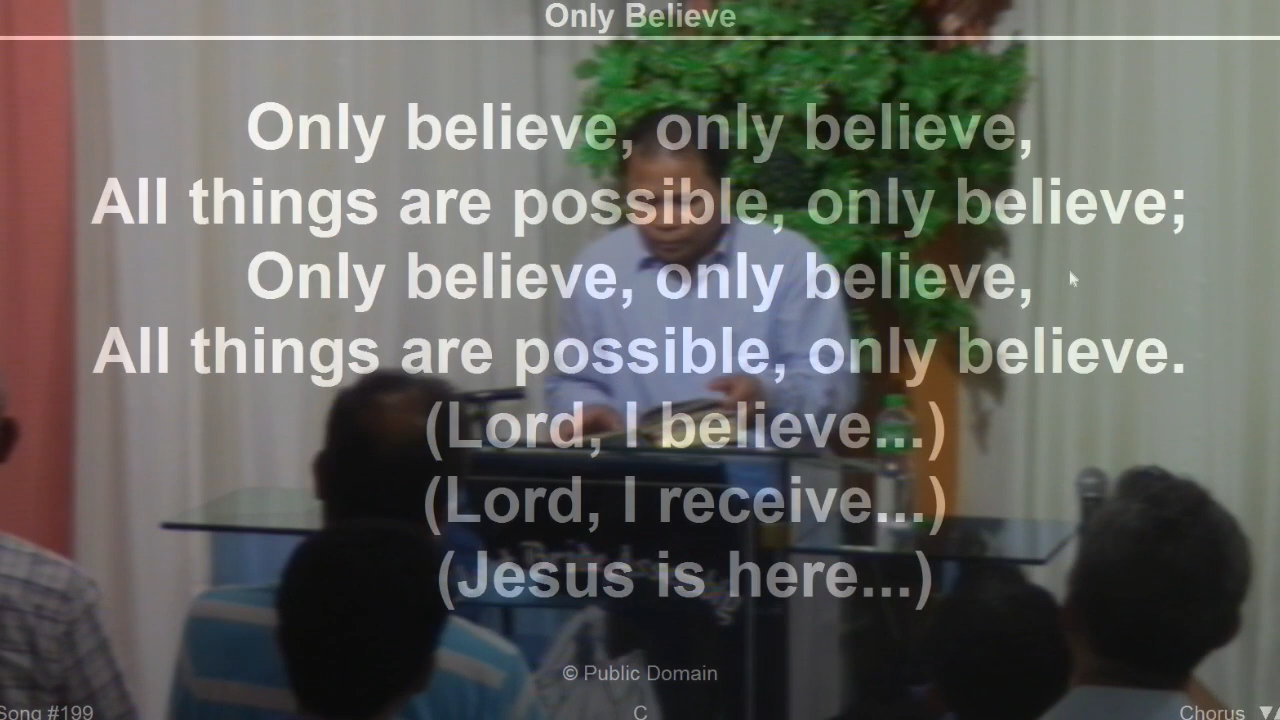 Only Believe
Only believe, only believe,
All things are possible, only believe;
Only believe, only believe,
All things are possible, only believe.
(Lord, I believe...)
(Lord, I receive...)
(Jesus is here...)
© Public Domain
Song #199
C
Chorus